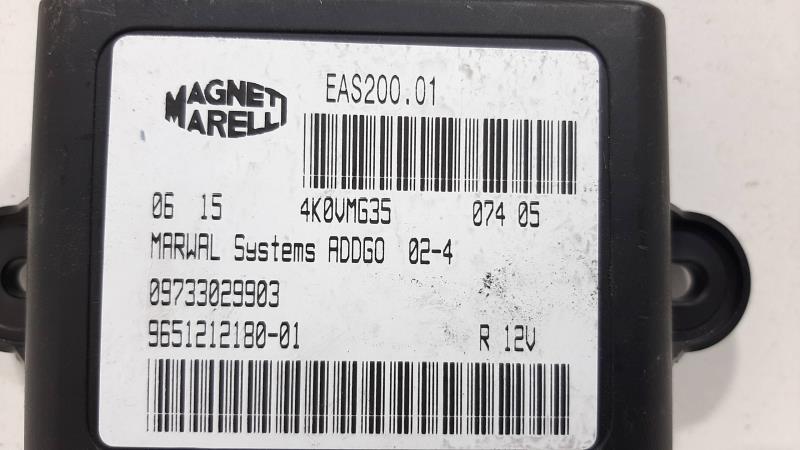 MAGNETI
MARELLI
EAS200.01
06 15 4K0VMG35 074 05
MARWAL Systems ADDGO 02-4
09733029903
9651212180-01 R 12V